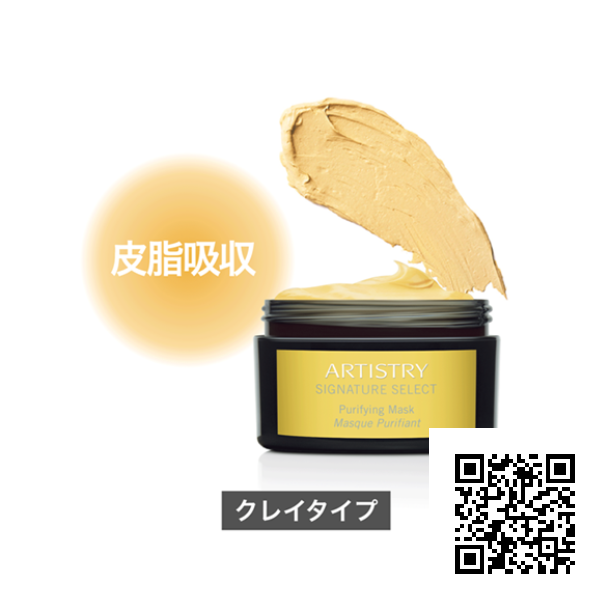 皮脂吸収
ARTISTRY
SIGNATURE SELECT
Purifying Mask
Masque Purifiant
クレイタイプ